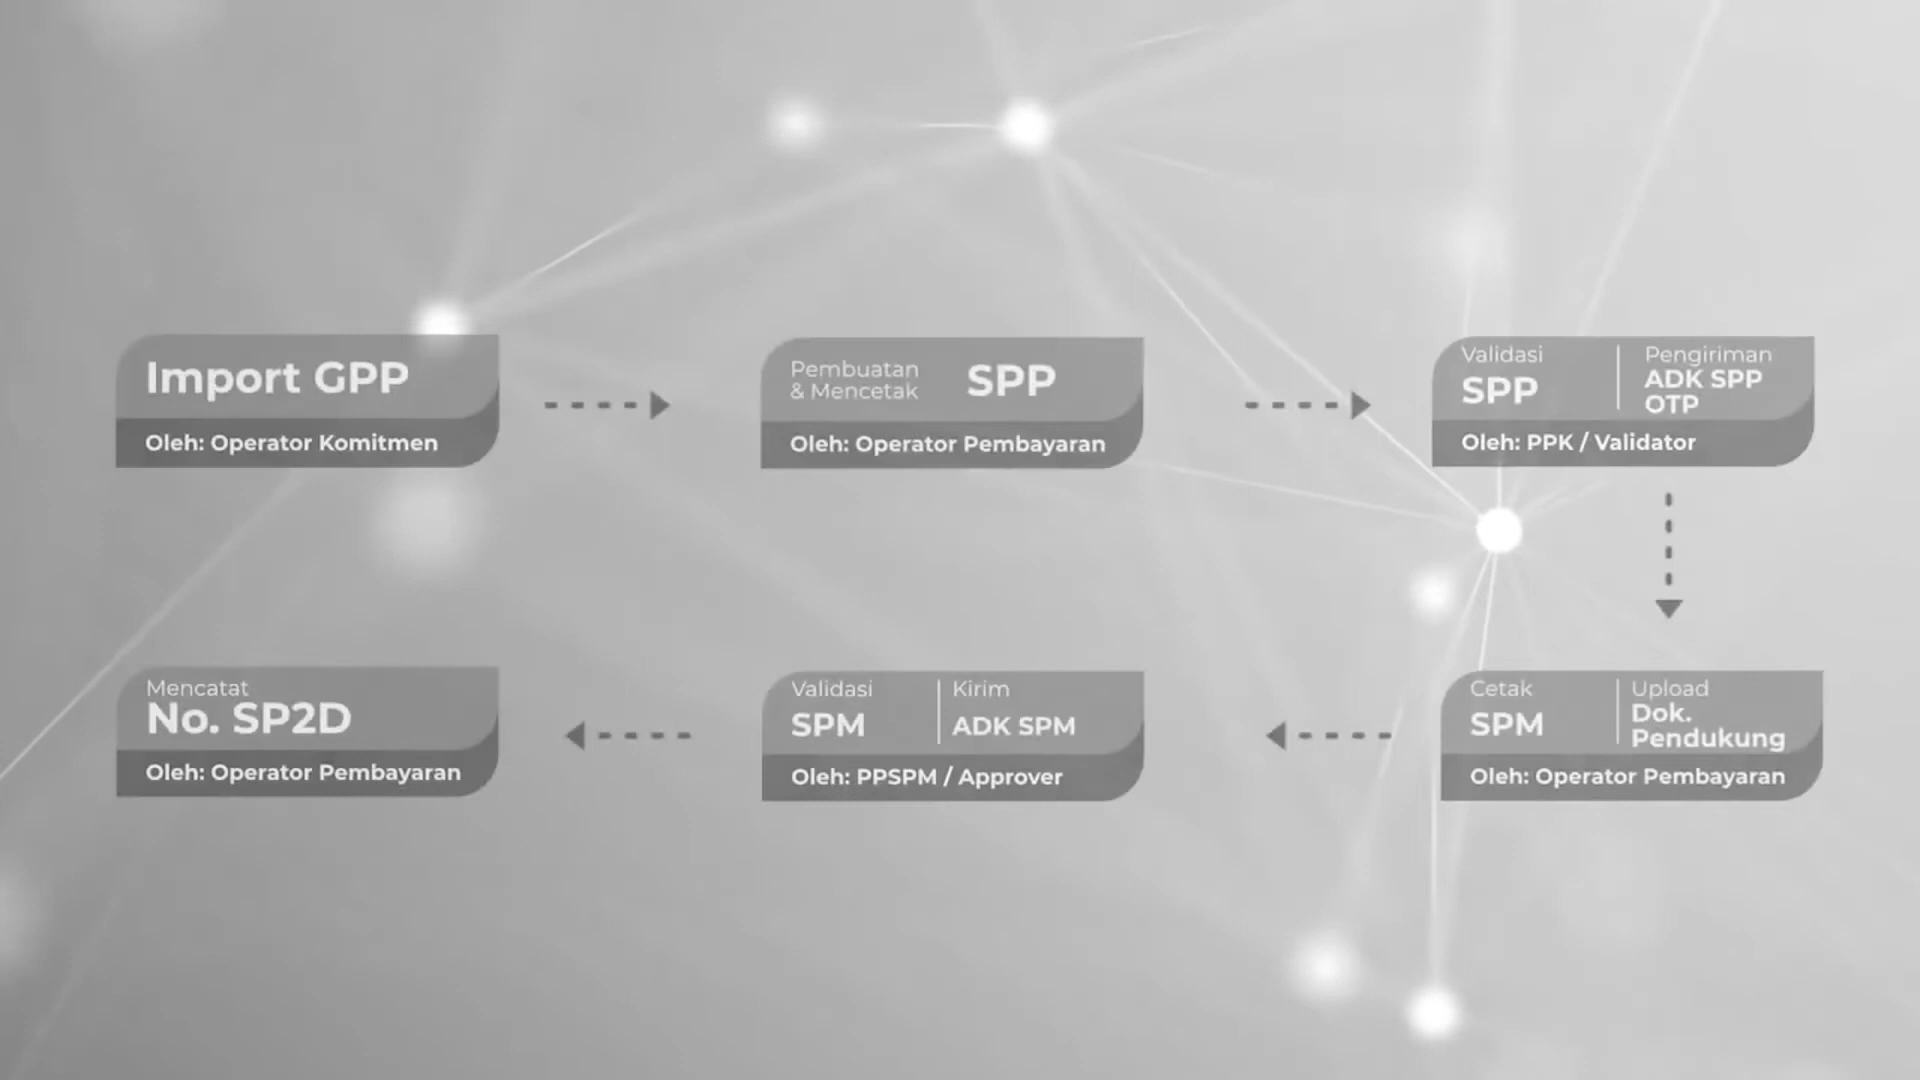 Import GPP
Oleh: Operator Komitmen
Pembuatan
& Mencetak
SPP
Oleh: Operator Pembayaran
Validasi
SPP
Pengiriman
ADK SPP
OTP
Oleh: PPK / Validator
Cetak
SPM
Upload
Dok.
Pendukung
Oleh: Operator Pembayaran
Validasi
SPM
Kirim
ADK SPM
Oleh: PPSPM / Approver
Mencatat
No. SP2D
Oleh: Operator Pembayaran